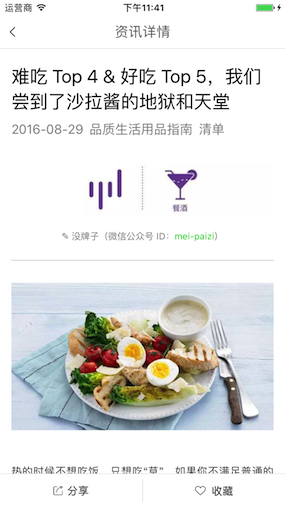 运营商 下午11:41
资讯详情
难吃 Top 4 & 好吃 Top 5，我们
尝到了沙拉酱的地狱和天堂
2016-08-29 品质生活用品指南 清单
餐酒
✎ 没牌子（微信公众号 ID：mei-paizi）
热的时候不想吃饭，只想吃“草”。如果你不满足普通的
分享 收藏